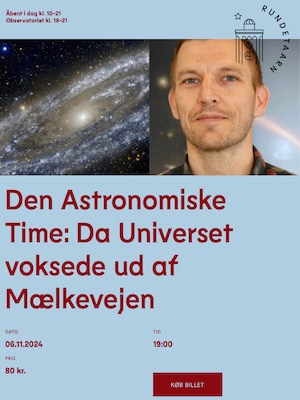 Åbent i dag kl. 10-21
Observatoriet kl. 18-21
RUNDETAARN
Den Astronomiske
Time: Da Universet
voksede ud af
Mælkevejen
DATO
06.11.2024
TID
19:00
PRIS
80 kr.
KØB BILLET